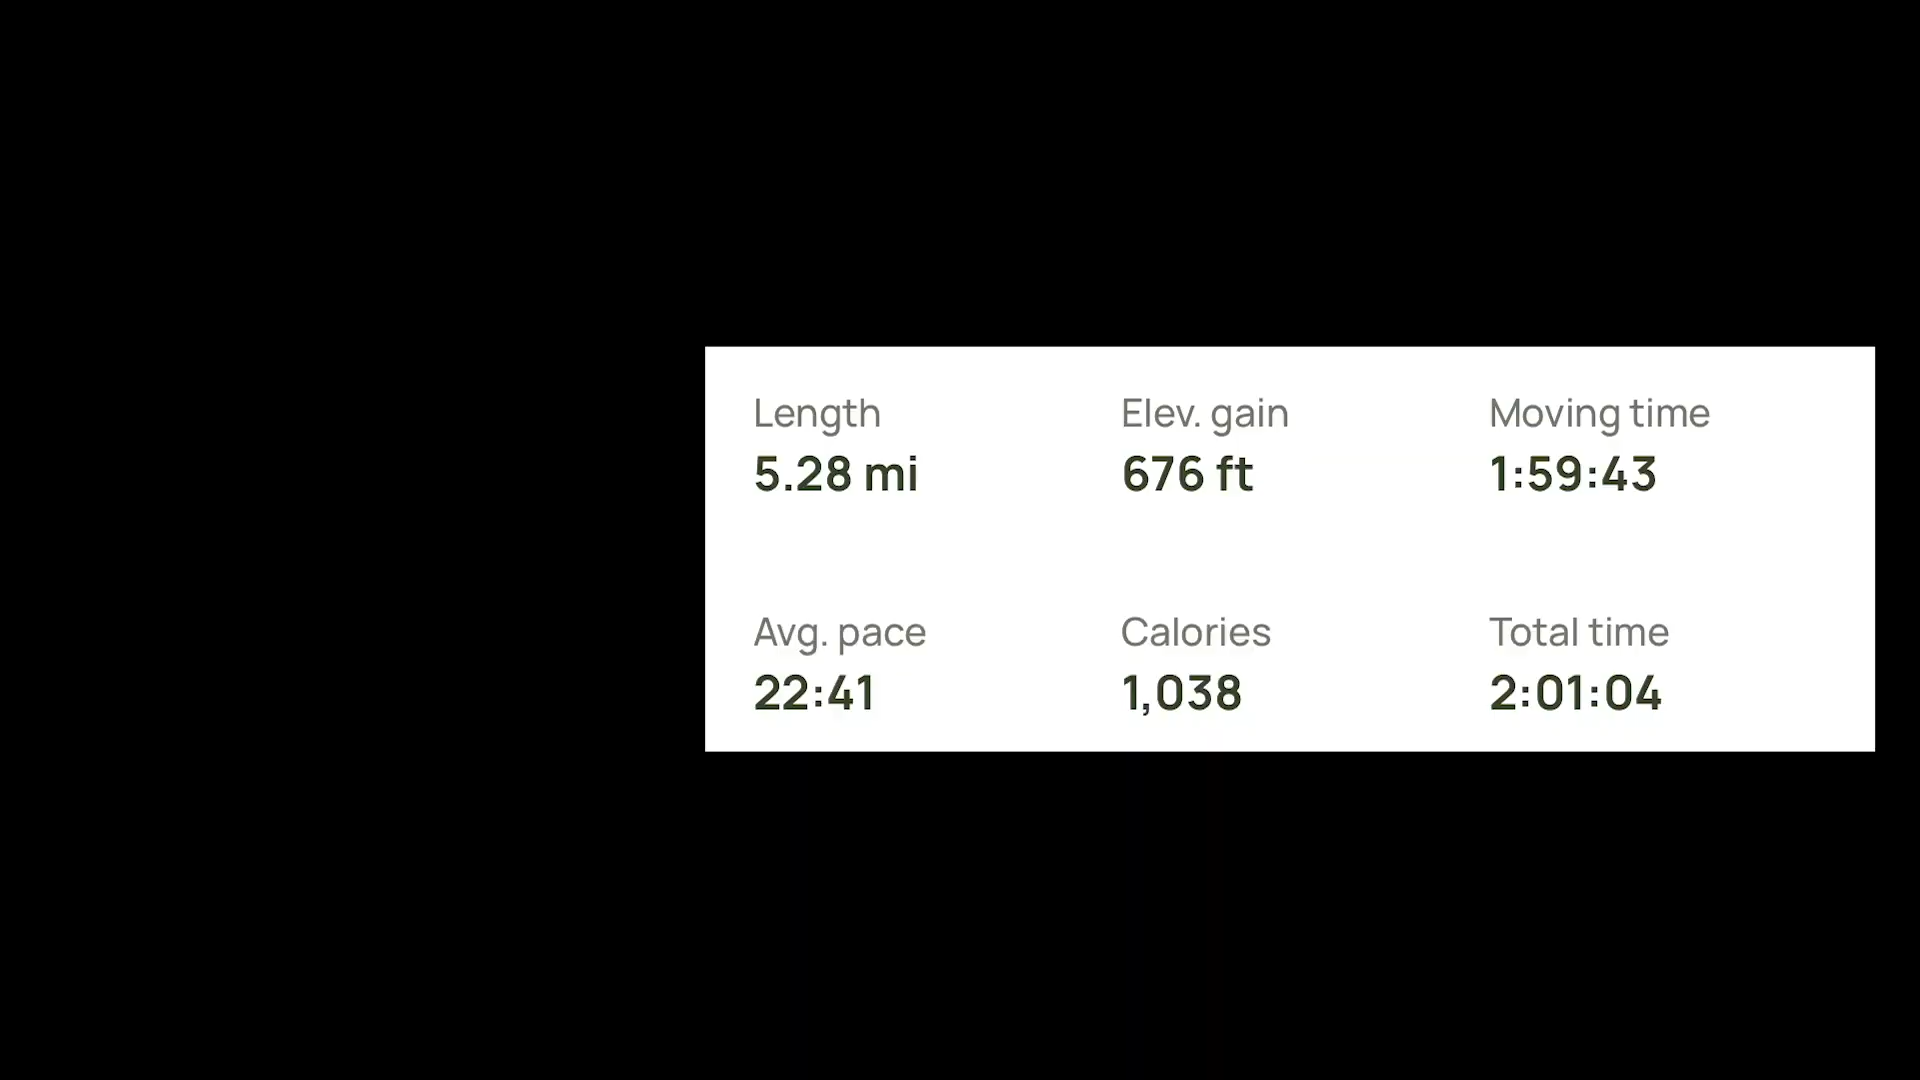 Length Elev. gain Moving time
5.28 mi 676 ft 1:59:43
Avg. pace Calories Total time
22:41 1,038 2:01:04